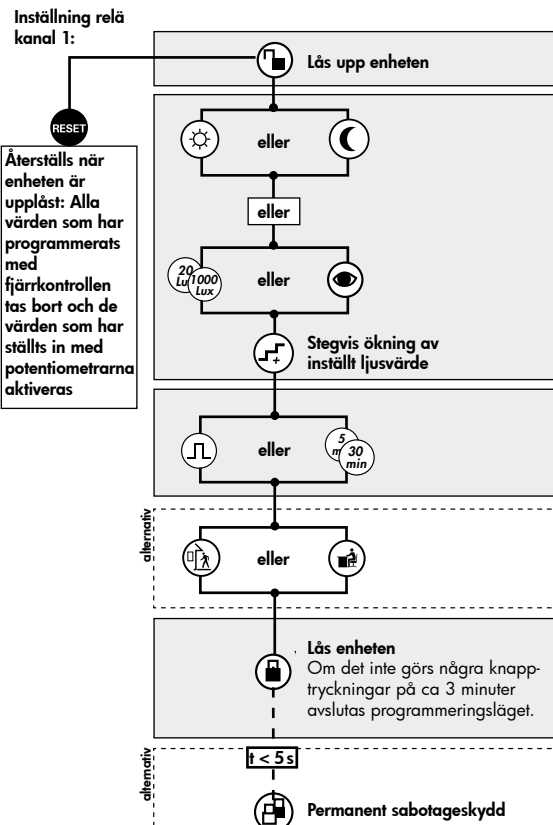 Inställning relä
kanal 1:
Lås upp enheten
RESET
Återställs när
enheten är
upplåst: Alla
värden som har
programmerats
med
fjärrkontrollen
tas bort och de
värden som har
ställts in med
potentiometrarna
aktiveras
eller
eller
20
Lu
1000
Lux
eller
Stegvis ökning av
inställt ljusvärde
+
eller
5
m
30
min
alternativ
eller
Lås enheten
Om det inte görs några knapp-
tryckningar på ca 3 minuter
avslutas programmeringsläget.
alternativ
t < 5 s
Permanent sabotageskydd